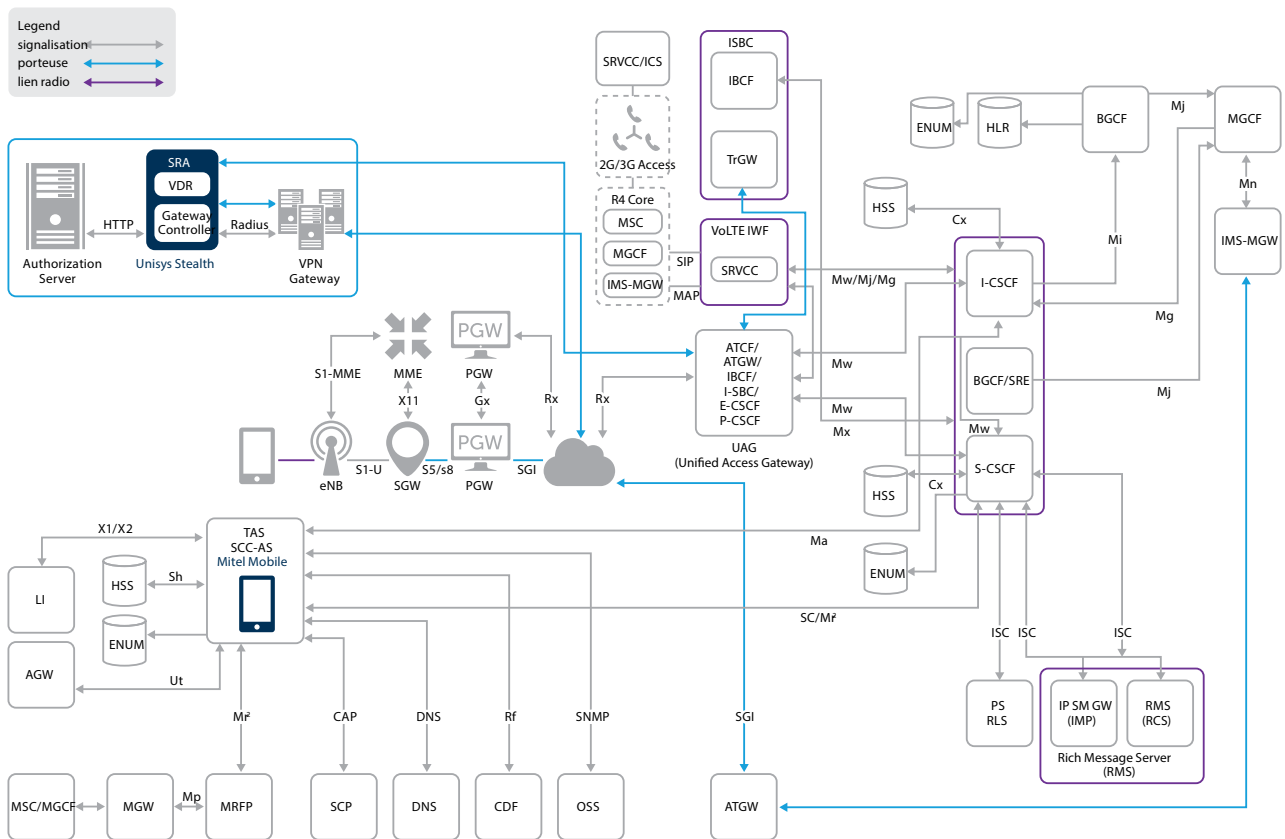 Legend
signalisation
porteuse
lien radio
SRVCC/ICS
2G/3G Access
R4 Core
MSC
MGCF
IMS-MGW
SIP
MAP
ISBC
IBCF
TrGW
VoLTE IWF
SRVCC
ENUM
HLR
BGCF
Mj
MGCF
Mn
IMS-MGW
HSS
Cx
Mi
Mg
SRA
VDR
Gateway
Controller
Unisys Stealth
HTTP
Radius
Authorization
Server
VPN
Gateway
Mw/Mj/Mg
I-CSCF
BGCF/SRE
Mj
Mw
S-CSCF
ATCF/
ATGW/
IBCF/
I-SBC/
E-CSCF
P-CSCF
UAG
(Unified Access Gateway)
Mw
Mw
Mx
S1-MME
MME
X11
PGW
PGW
Gx
Rx
Rx
eNB
S1-U
SGW
S5/s8
PGW
PGW
SGI
HSS
Cx
ENUM
Ma
X1/X2
TAS
SCC-AS
Mitel Mobile
LI
HSS
Sh
ENUM
AGW
Ut
SC/Mr²
ISC
ISC
ISC
PS
RLS
IP SM GW
(IMP)
RMS
(RCS)
Rich Message Server
(RMS)
Mr²
CAP
DNS
Rf
SNMP
SGI
MSC/MGCF
MGW
Mp
MRFP
SCP
DNS
CDF
OSS
ATGW